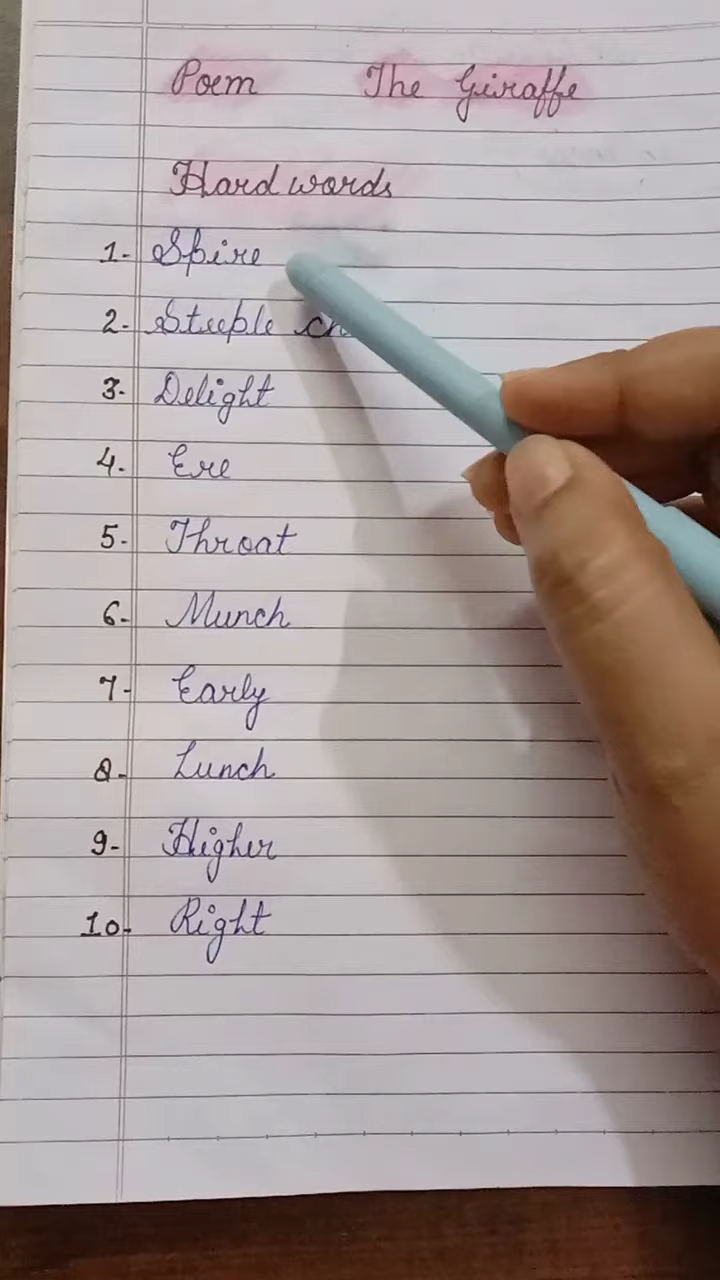 Poem The Giraffe
Hard words
1- Spire
2- Steeple
3- Delight
4- Ere
5- Throat
6- Munch
7- Early
8- Lunch
9- Higher
10- Right